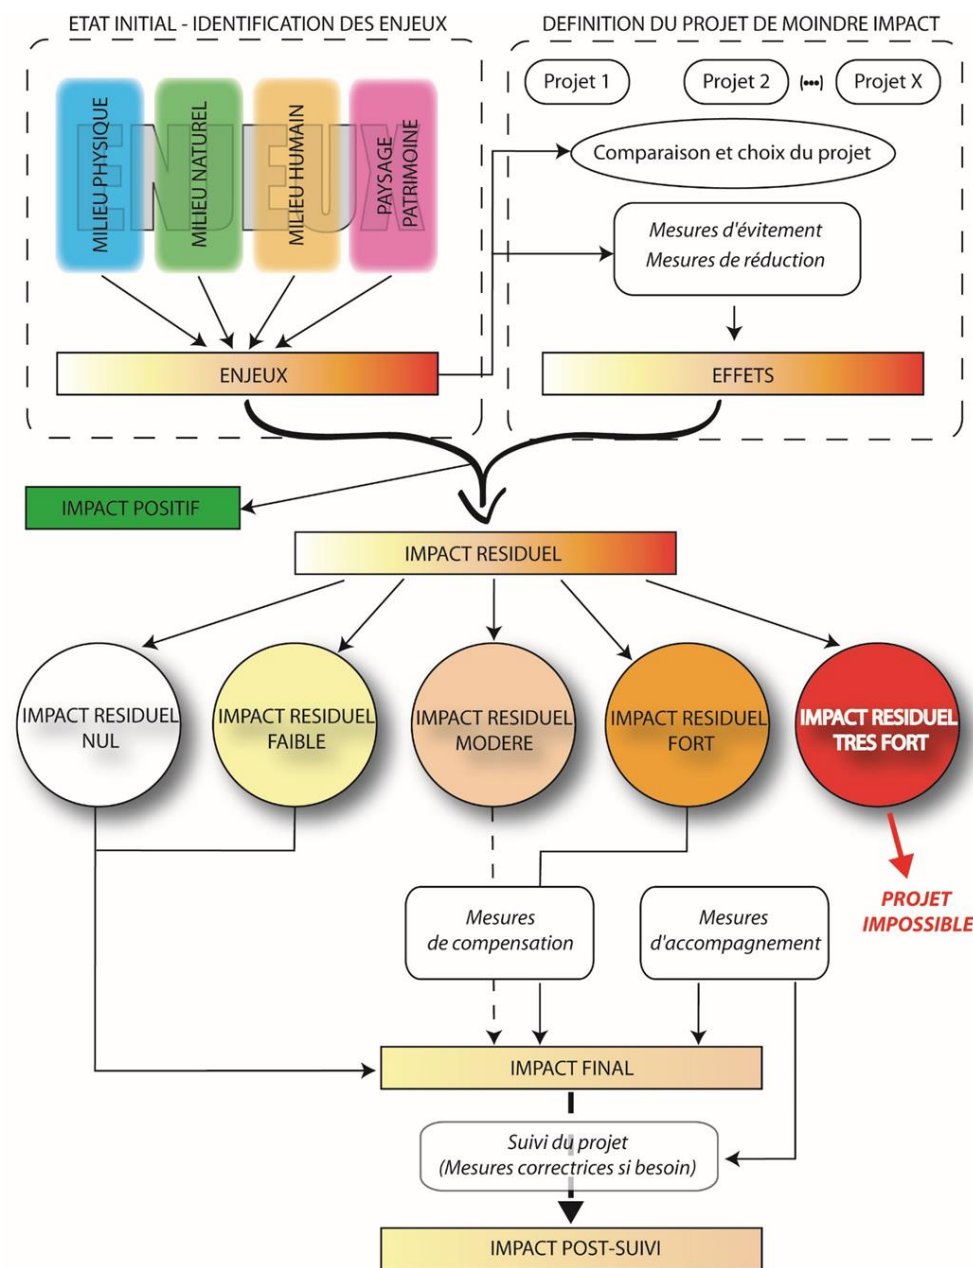 ETAT INITIAL - IDENTIFICATION DES ENJEUX
DEFINITION DU PROJET DE MOINDRE IMPACT
ENJEUX
MILIEU PHYSIQUE
MILIEU NATUREL
MILIEU HUMAIN
PAYSAGE
PATRIMOINE
ENJEUX
Projet 1
Projet 2
(•••)
Projet X
Comparaison et choix du projet
Mesures d'évitement
Mesures de réduction
EFFETS
IMPACT POSITIF
IMPACT RESIDUEL
IMPACT RESIDUEL
NUL
IMPACT RESIDUEL
FAIBLE
IMPACT RESIDUEL
MODERE
IMPACT RESIDUEL
FORT
IMPACT RESIDUEL
TRES FORT
PROJET
IMPOSSIBLE
Mesures
de compensation
Mesures
d'accompagnement
IMPACT FINAL
Suivi du projet
(Mesures correctrices si besoin)
IMPACT POST-SUIVI